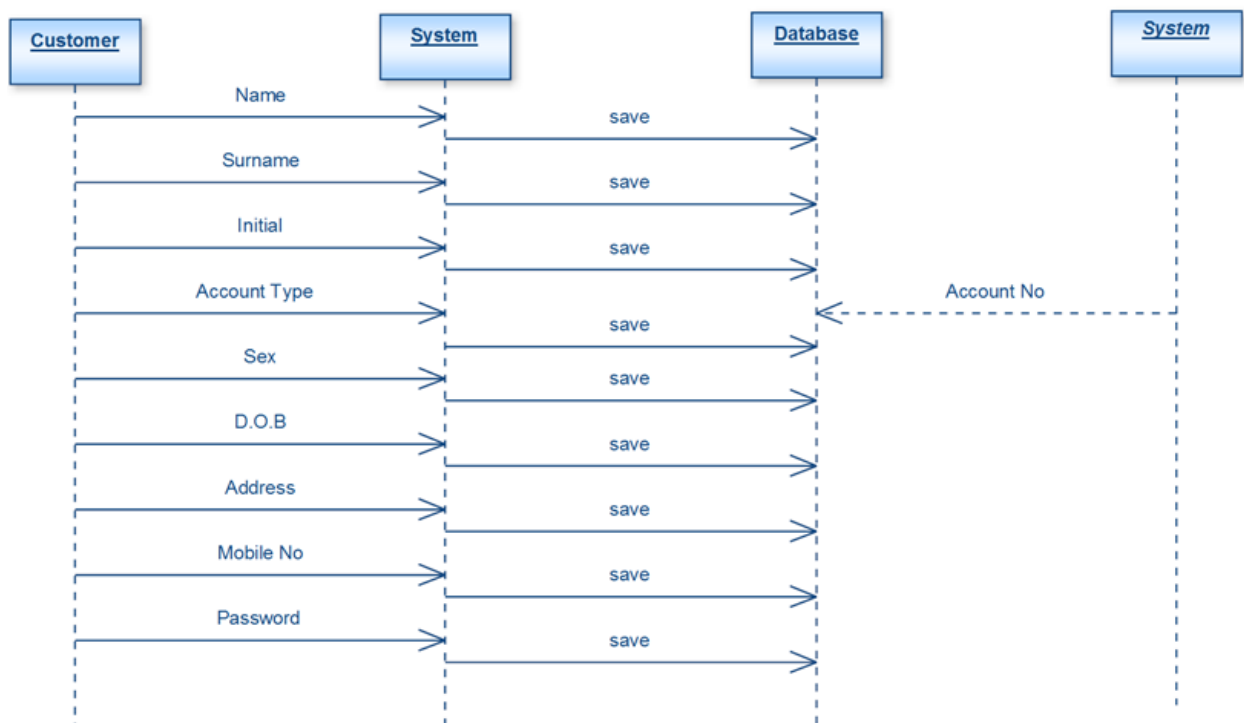 Customer
System
Database
System
Name
save
Surname
save
Initial
save
Account Type
Account No
save
Sex
save
D.O.B
save
Address
save
Mobile No
save
Password
save